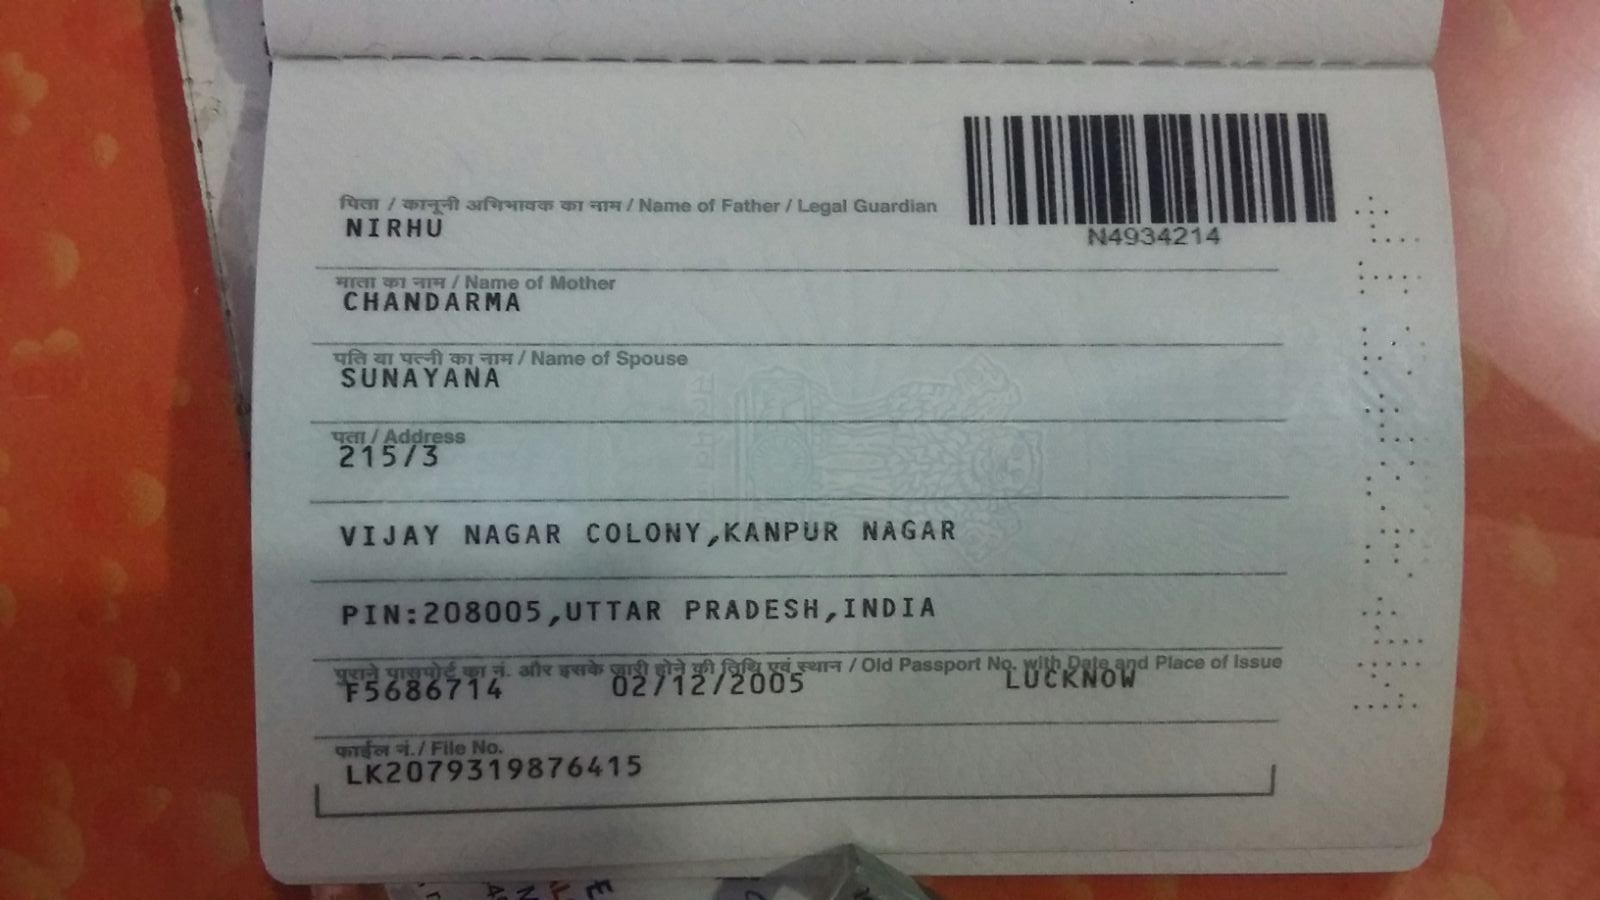 पिता / कानूनी अभिभावक का नाम / Name of Father / Legal Guardian
NIRHU
N4934214
माता का नाम / Name of Mother
CHANDARMA
पति या पत्नी का नाम / Name of Spouse
SUNAYANA
पता / Address
215/3
VIJAY NAGAR COLONY,KANPUR NAGAR
PIN:208005,UTTAR PRADESH,INDIA
पुराने पासपोर्ट का नं. और इसके जारी होने की तिथि एवं स्थान / Old Passport No. with Date and Place of Issue
F5686714 02/12/2005 LUCKNOW
फाईल नं./ File No.
LK2079319876415